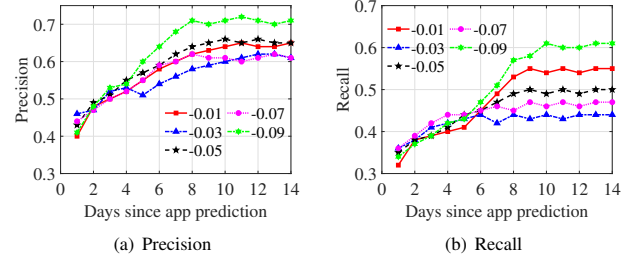 0.8
0.7
0.6
0.5
0.4
0.3
Precision
-0.01 -0.07
-0.03 -0.09
-0.05
0 2 4 6 8 10 12 14
Days since app prediction
(a) Precision
0.7
0.6
0.5
0.4
0.3
Recall
-0.01 -0.07
-0.03 -0.09
-0.05
0 2 4 6 8 10 12 14
Days since app prediction
(b) Recall